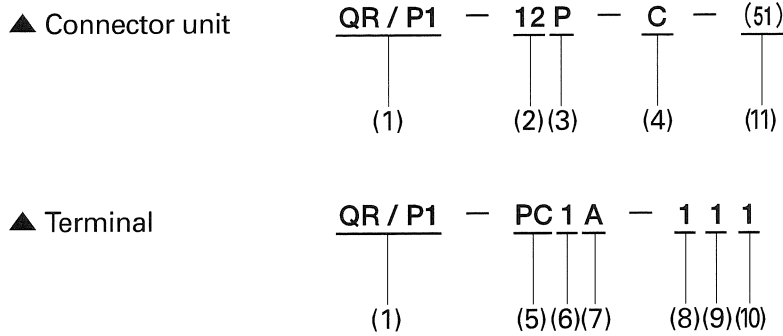 ▲ Connector unit QR / P1 – 12 P – C – (51)
(1) (2) (3) (4) (11)
▲ Terminal QR / P1 – PC 1 A – 1 1 1
(1) (5) (6) (7) (8) (9) (10)